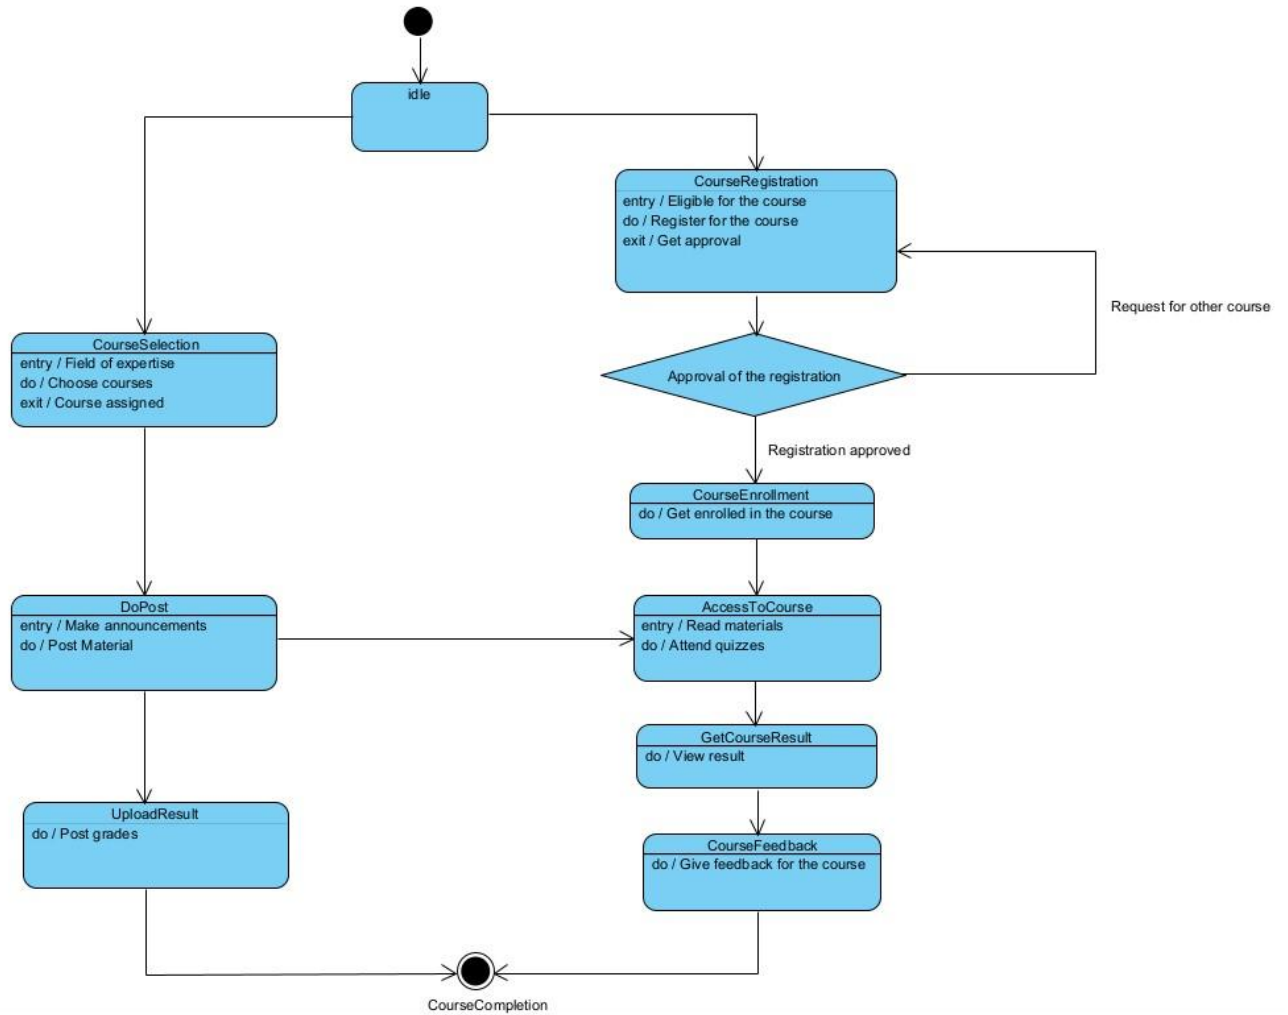 idle
CourseRegistration
entry / Eligible for the course
do / Register for the course
exit / Get approval
Request for other course
CourseSelection
entry / Field of expertise
do / Choose courses
exit / Course assigned
Approval of the registration
Registration approved
CourseEnrollment
do / Get enrolled in the course
DoPost
entry / Make announcements
do / Post Material
AccessToCourse
entry / Read materials
do / Attend quizzes
GetCourseResult
do / View result
UploadResult
do / Post grades
CourseFeedback
do / Give feedback for the course
CourseCompletion